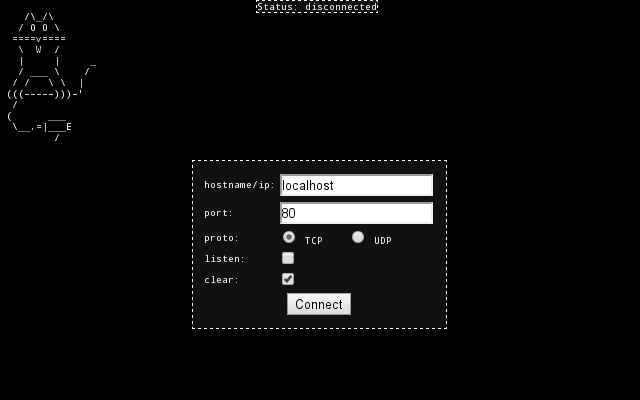 Status: disconnected
hostname/ip: localhost
port: 80
proto: TCP UDP
listen:
clear:
Connect